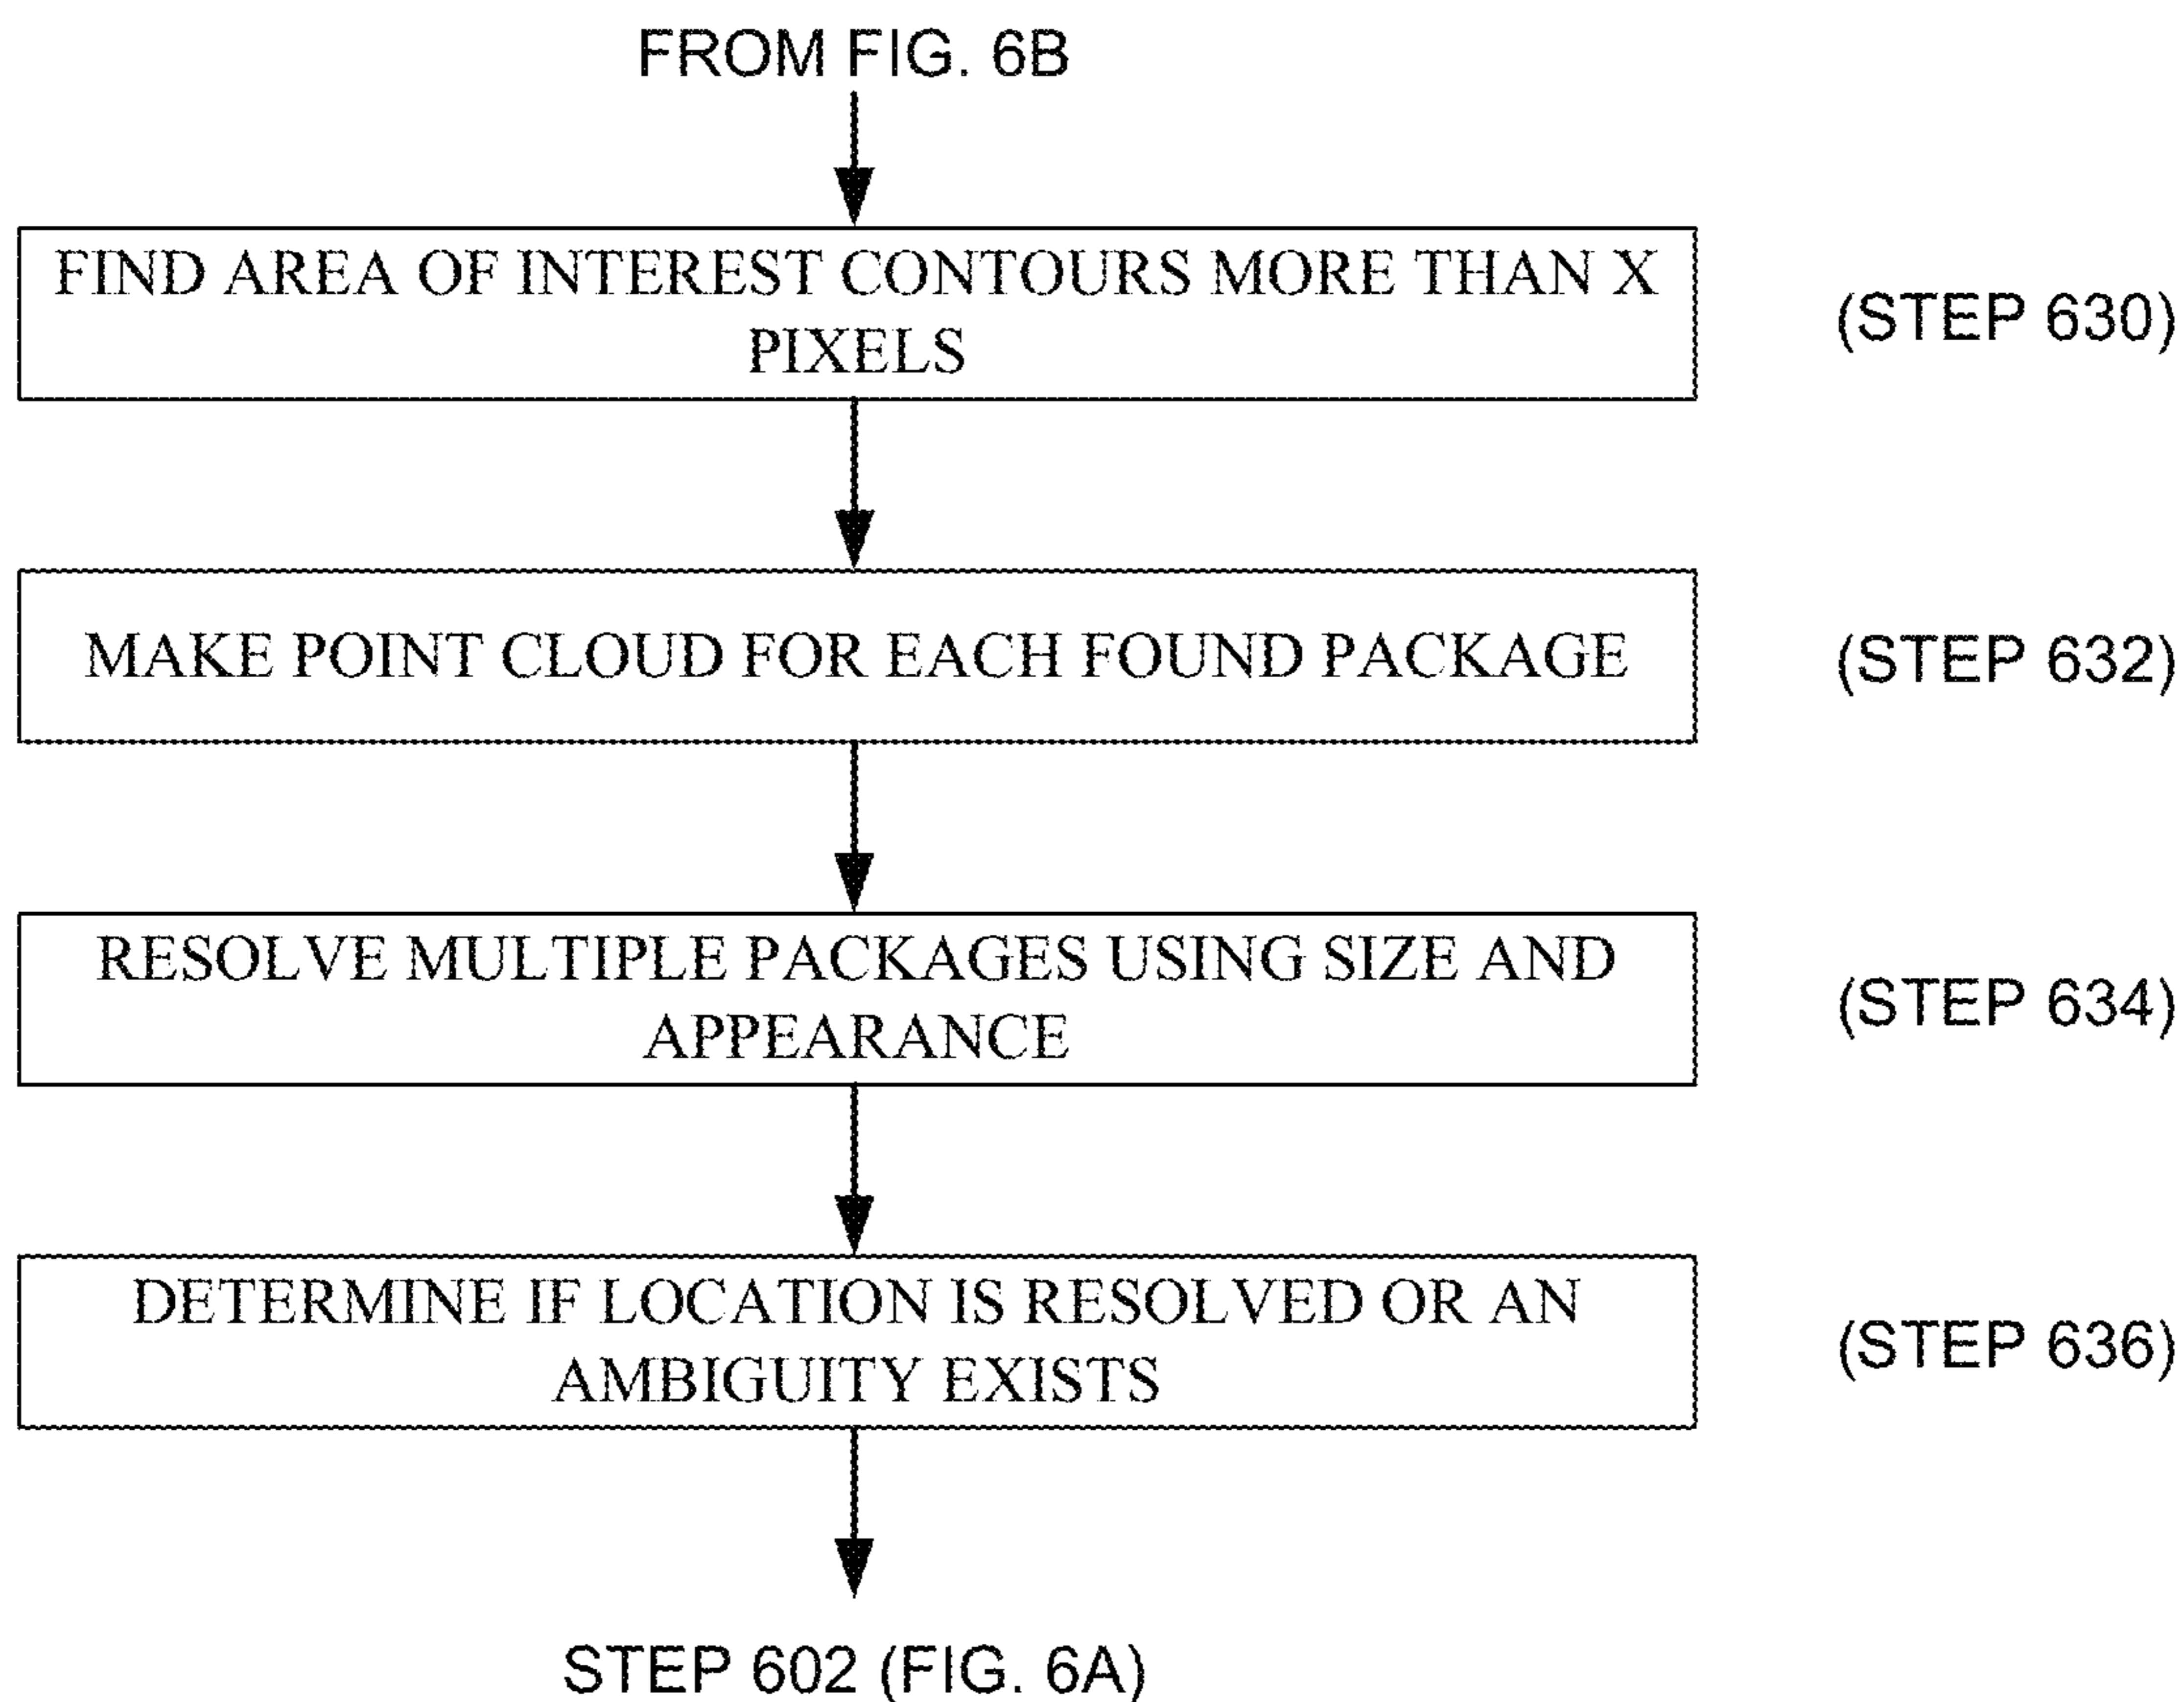 FROM FIG. 6B
FIND AREA OF INTEREST CONTOURS MORE THAN X
PIXELS
(STEP 630)
MAKE POINT CLOUD FOR EACH FOUND PACKAGE
(STEP 632)
RESOLVE MULTIPLE PACKAGES USING SIZE AND
APPEARANCE
(STEP 634)
DETERMINE IF LOCATION IS RESOLVED OR AN
AMBIGUITY EXISTS
(STEP 636)
STEP 602 (FIG. 6A)